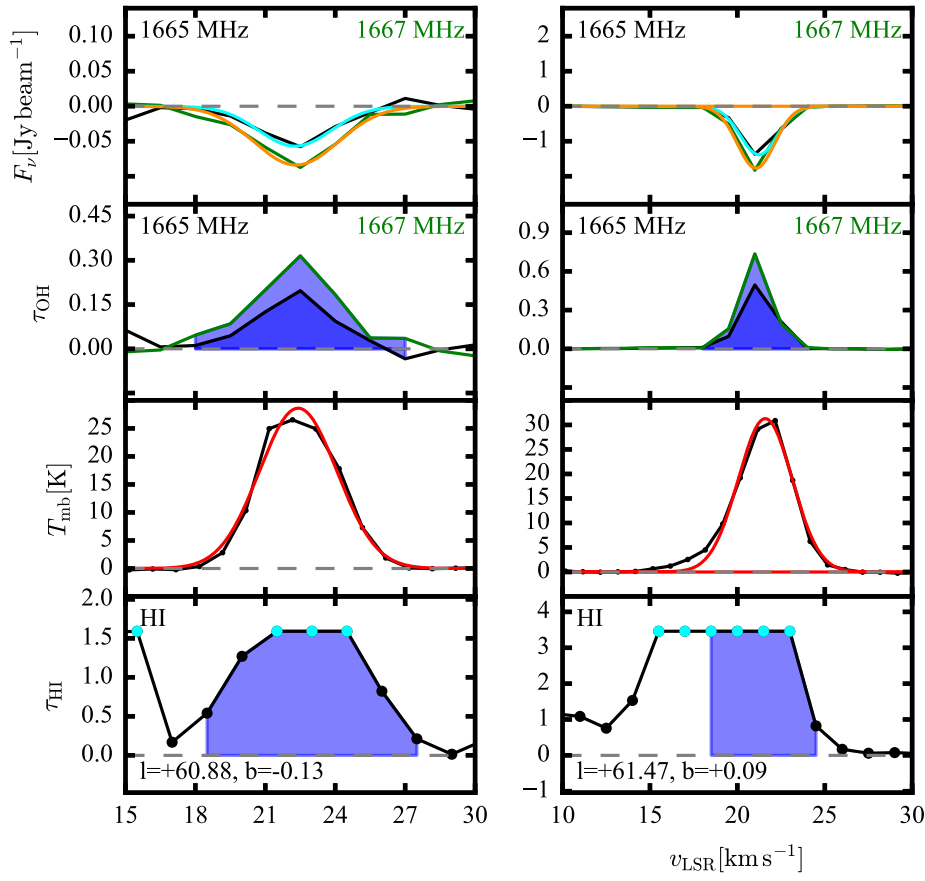 F_ν[Jy beam⁻¹]
0.10
0.05
0.00
−0.05
1665 MHz 1667 MHz
2
1
0
−1
1665 MHz 1667 MHz
τ_OH
0.45
0.30
0.15
0.00
1665 MHz 1667 MHz
0.9
0.6
0.3
0.0
1665 MHz 1667 MHz
T_mb[K]
25
20
15
10
5
0
30
25
20
15
10
5
0
τ_HI
2.0
1.5
1.0
0.5
0.0
HI
l=+60.88, b=-0.13
15 18 21 24 27 30
4
3
2
1
0
−1
HI
l=+61.47, b=+0.09
10 15 20 25 30
v_LSR[km s⁻¹]